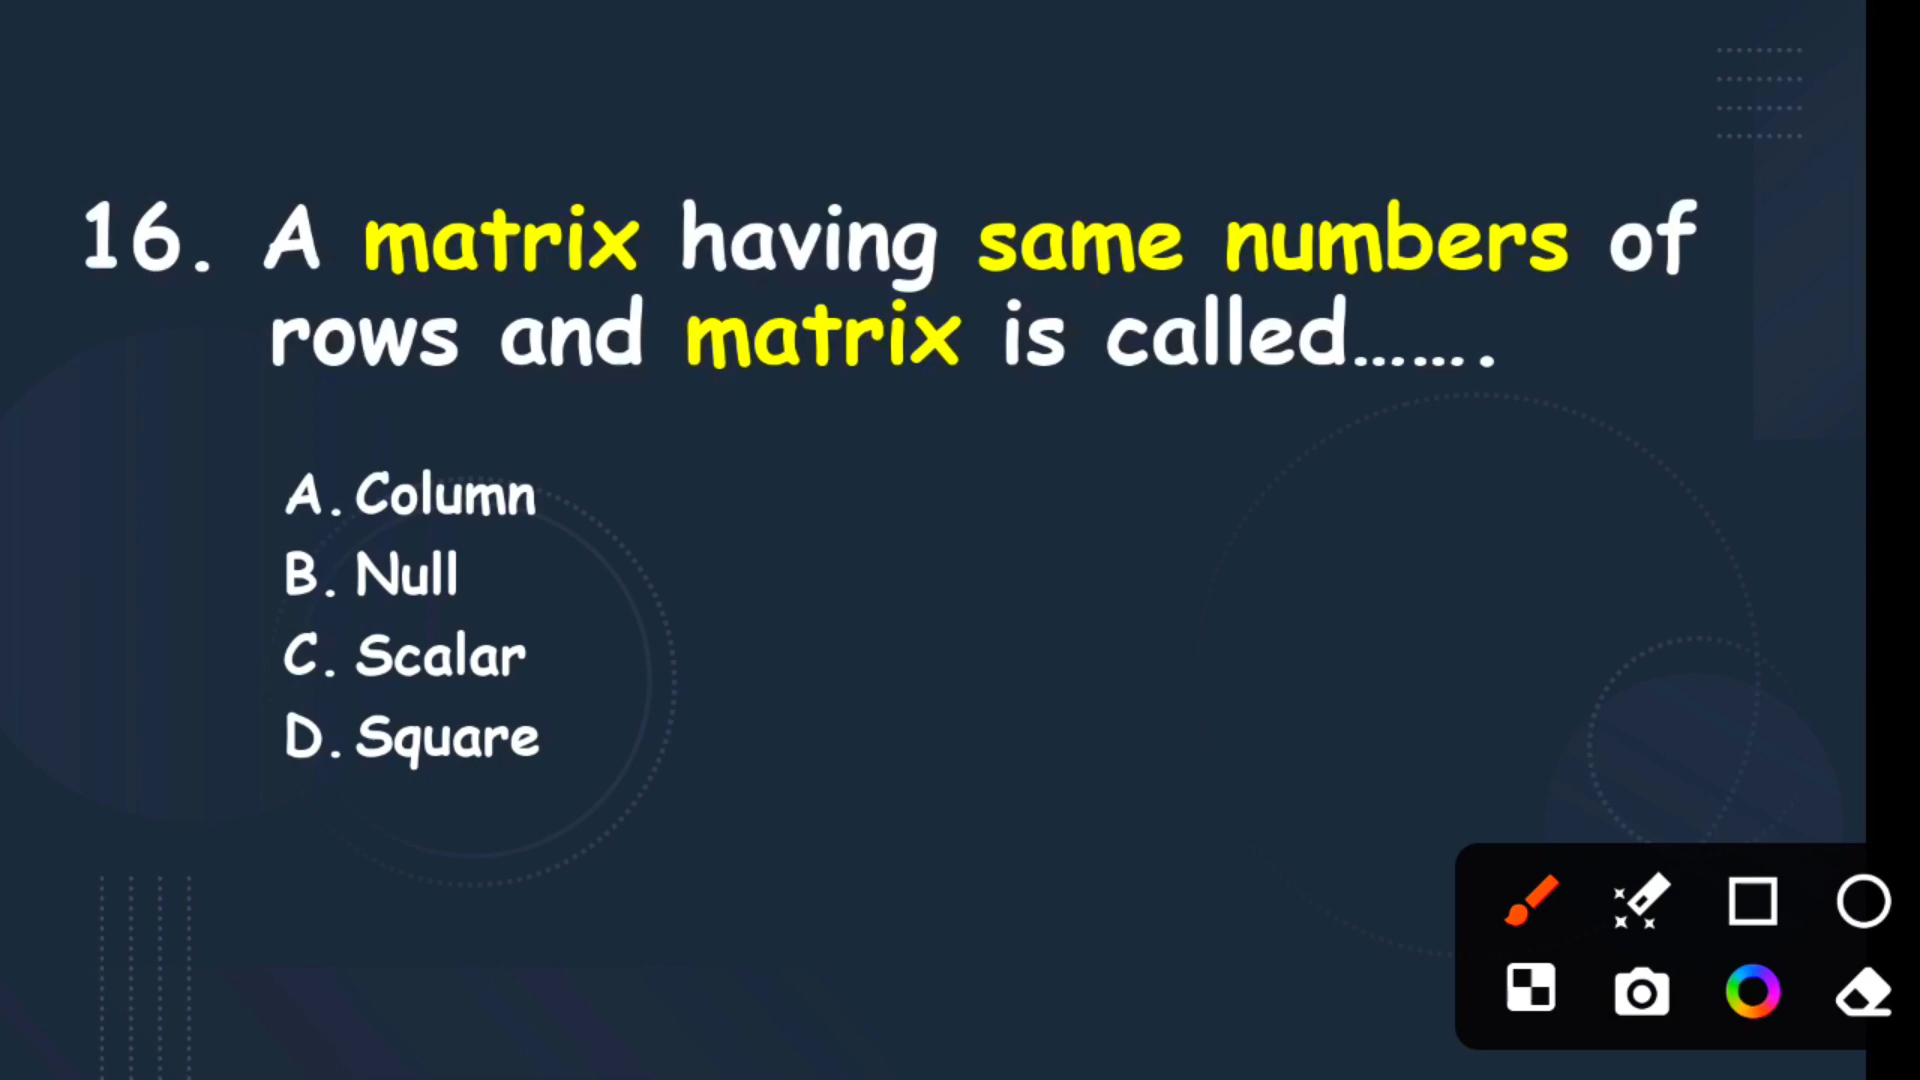 16. A matrix having same numbers of
rows and matrix is called…….
A. Column
B. Null
C. Scalar
D. Square